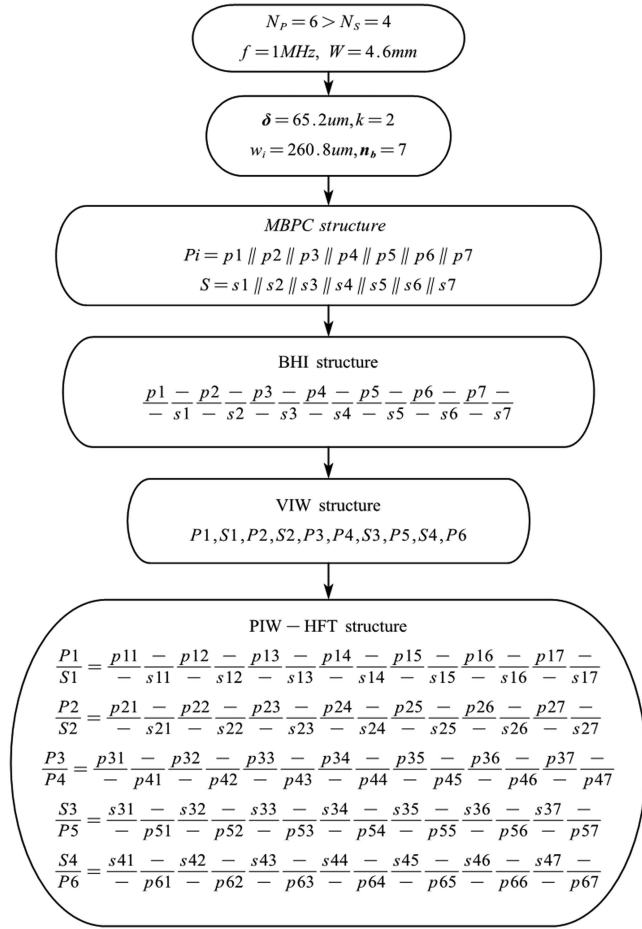 N_P = 6 > N_S = 4
f = 1MHz, W = 4.6mm
δ = 65.2um, k = 2
w_i = 260.8um, n_b = 7
MBPC structure
Pi = p1 // p2 // p3 // p4 // p5 // p6 // p7
S = s1 // s2 // s3 // s4 // s5 // s6 // s7
BHI structure
p1/− −/s1 p2/− −/s2 p3/− −/s3 p4/− −/s4 p5/− −/s5 p6/− −/s6 p7/− −/s7
VIW structure
P1,S1,P2,S2,P3,P4,S3,P5,S4,P6
PIW − HFT structure
P1/S1 = p11/− −/s11 p12/− −/s12 p13/− −/s13 p14/− −/s14 p15/− −/s15 p16/− −/s16 p17/− −/s17
P2/S2 = p21/− −/s21 p22/− −/s22 p23/− −/s23 p24/− −/s24 p25/− −/s25 p26/− −/s26 p27/− −/s27
P3/P4 = p31/− −/p41 p32/− −/p42 p33/− −/p43 p34/− −/p44 p35/− −/p45 p36/− −/p46 p37/− −/p47
S3/P5 = s31/− −/p51 s32/− −/p52 s33/− −/p53 s34/− −/p54 s35/− −/p55 s36/− −/p56 s37/− −/p57
S4/P6 = s41/− −/p61 s42/− −/p62 s43/− −/p63 s44/− −/p64 s45/− −/p65 s46/− −/p66 s47/− −/p67